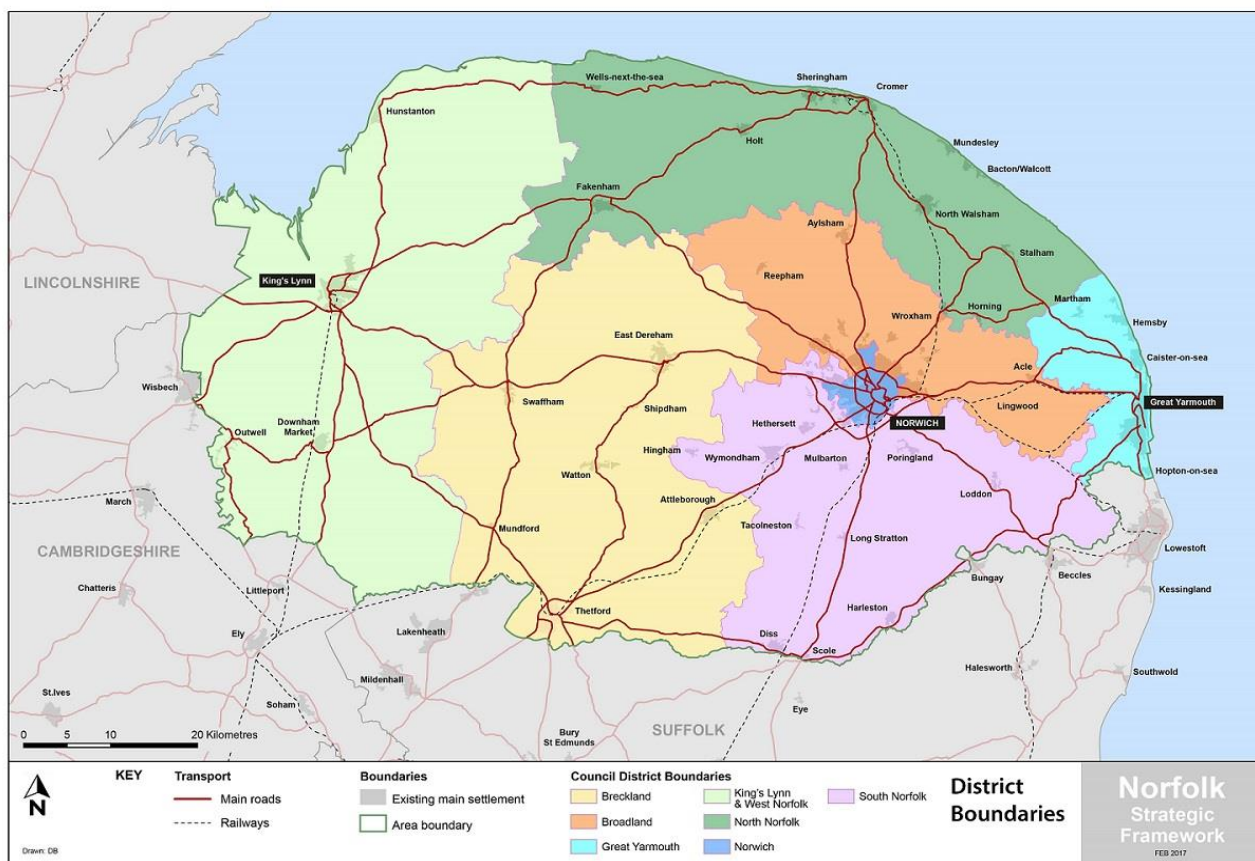 Wells-next-the-sea
Sheringham
Cromer
Hunstanton
Holt
Mundesley
Bacton/Walcott
Fakenham
North Walsham
Aylsham
Stalham
Reepham
LINCOLNSHIRE
King's Lynn
Martham
Horning
Wroxham
Hemsby
East Dereham
Caister-on-sea
Acle
Wisbech
Swaffham
Great Yarmouth
Shipdham
Lingwood
Downham
Market
Outwell
Hethersett
NORWICH
Hingham
Wymondham
Mulbarton
Poringland
Hopton-on-sea
Watton
Loddon
March
Attleborough
Mundford
Tacolneston
Long Stratton
CAMBRIDGESHIRE
Lowestoft
Bungay
Beccles
Chatteris
Littleport
Kessingland
Thetford
Harleston
Lakenheath
Ely
Diss
Scole
Halesworth
Southwold
Mildenhall
St.Ives
Soham
Eye
SUFFOLK
Bury
St Edmunds
0 5 10 20 Kilometres
KEY
Transport
Main roads
Railways
Boundaries
Existing main settlement
Area boundary
Council District Boundaries
Breckland
Broadland
Great Yarmouth
King's Lynn
& West Norfolk
North Norfolk
Norwich
South Norfolk
District
Boundaries
Norfolk
Strategic
Framework
FEB 2017
N
Drawn: DB